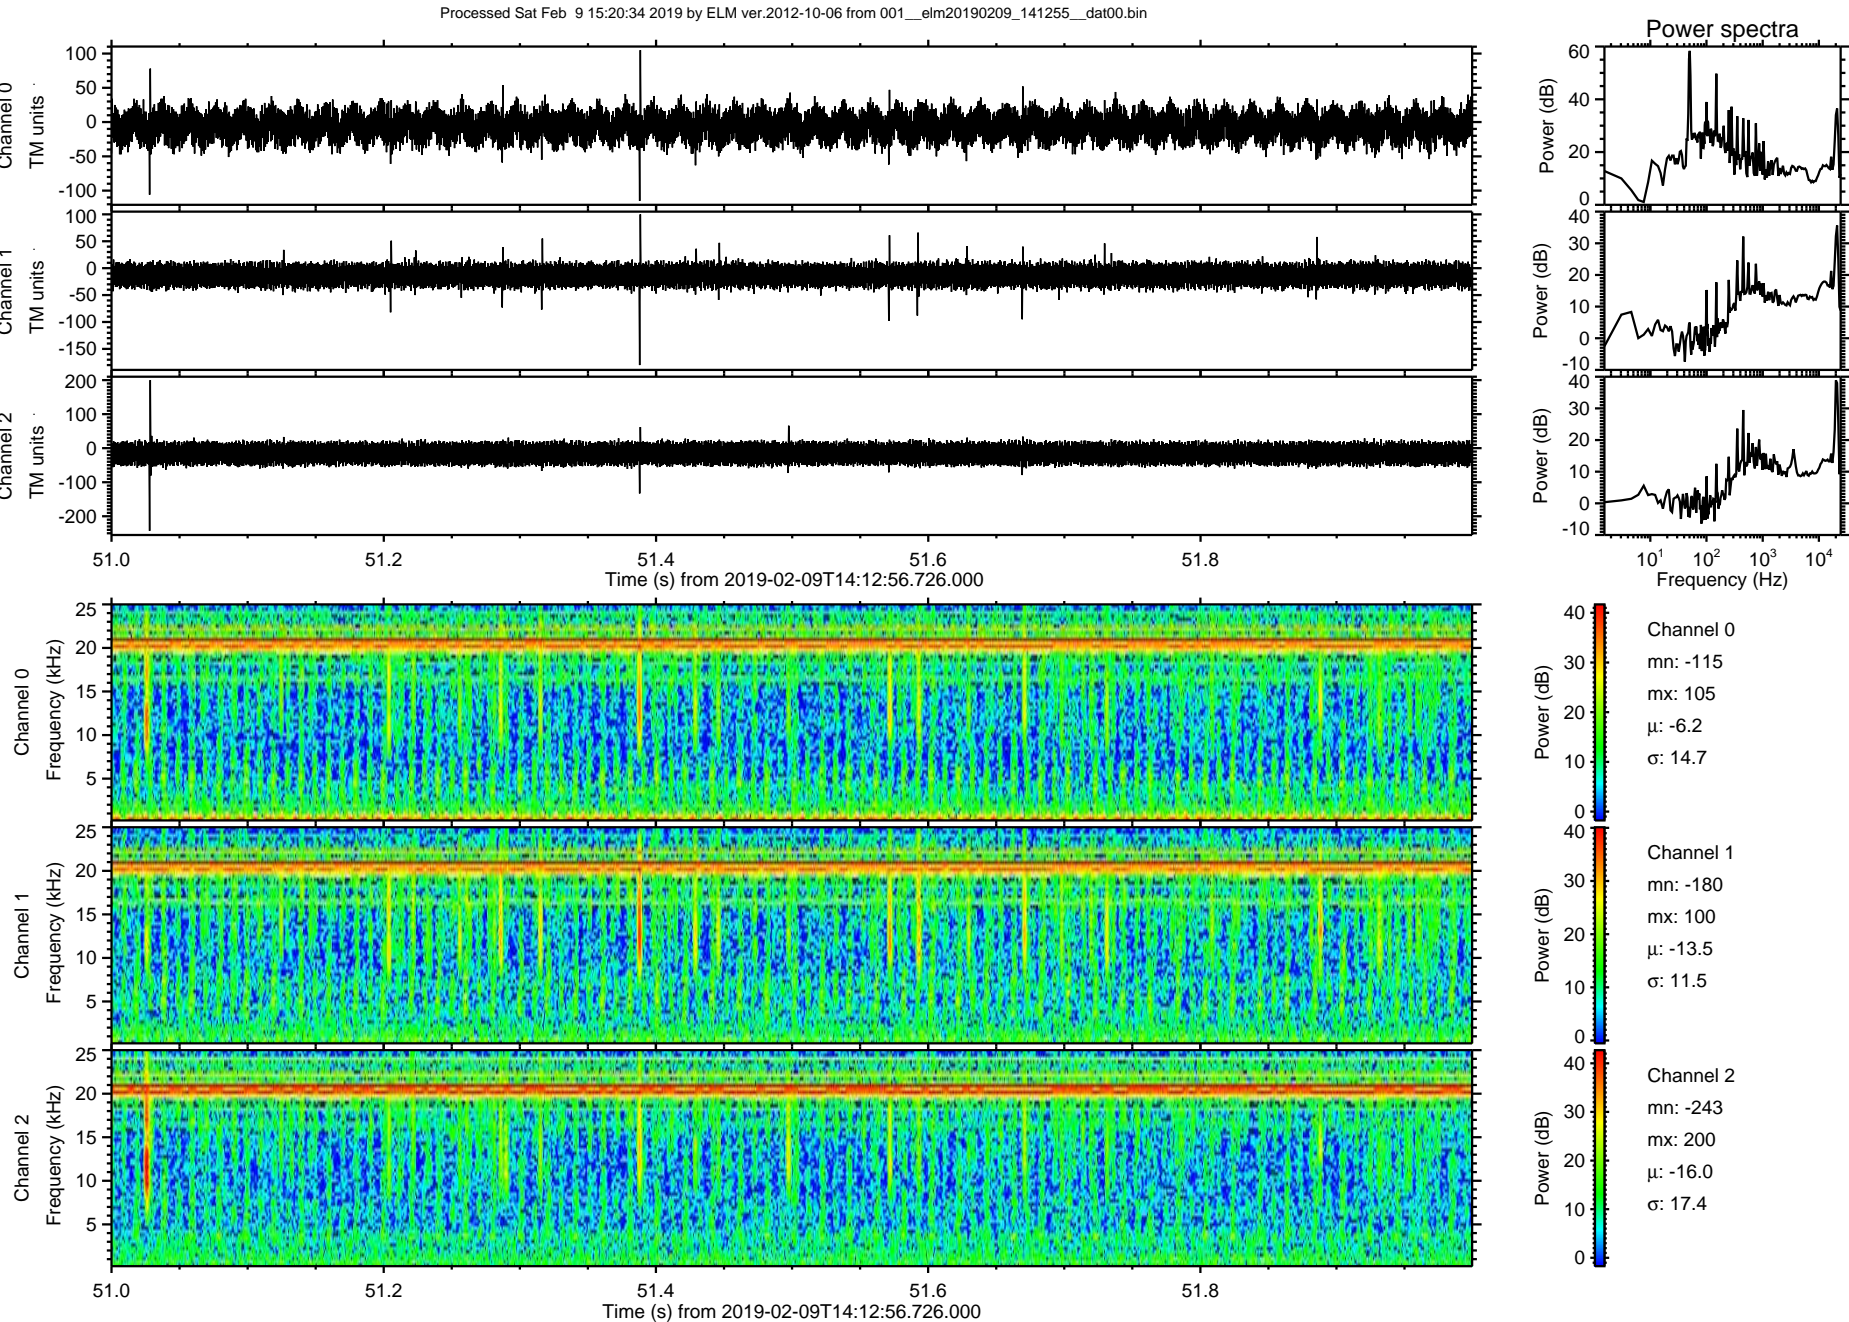 Processed Sat Feb  9 15:20:34 2019 by ELM ver.2012-10-06 from 001__elm20190209_141255__dat00.bin
Power spectra
Channel 0
TM units
100
50
0
-50
-100
Power (dB)
60
40
20
0
Channel 1
TM units
100
50
0
-50
-100
-150
Power (dB)
40
30
20
10
0
-10
Channel 2
TM units
200
100
0
-100
-200
Power (dB)
40
30
20
10
0
-10
51.0 51.2 51.4 51.6 51.8
Time (s) from 2019-02-09T14:12:56.726.000
10¹ 10² 10³ 10⁴
Frequency (Hz)
Channel 0
Frequency (kHz)
25
20
15
10
5
Power (dB)
40
30
20
10
0
Channel 0
mn: -115
mx: 105
μ: -6.2
σ: 14.7
Channel 1
Frequency (kHz)
25
20
15
10
5
Power (dB)
40
30
20
10
0
Channel 1
mn: -180
mx: 100
μ: -13.5
σ: 11.5
Channel 2
Frequency (kHz)
25
20
15
10
5
Power (dB)
40
30
20
10
0
Channel 2
mn: -243
mx: 200
μ: -16.0
σ: 17.4
51.0 51.2 51.4 51.6 51.8
Time (s) from 2019-02-09T14:12:56.726.000